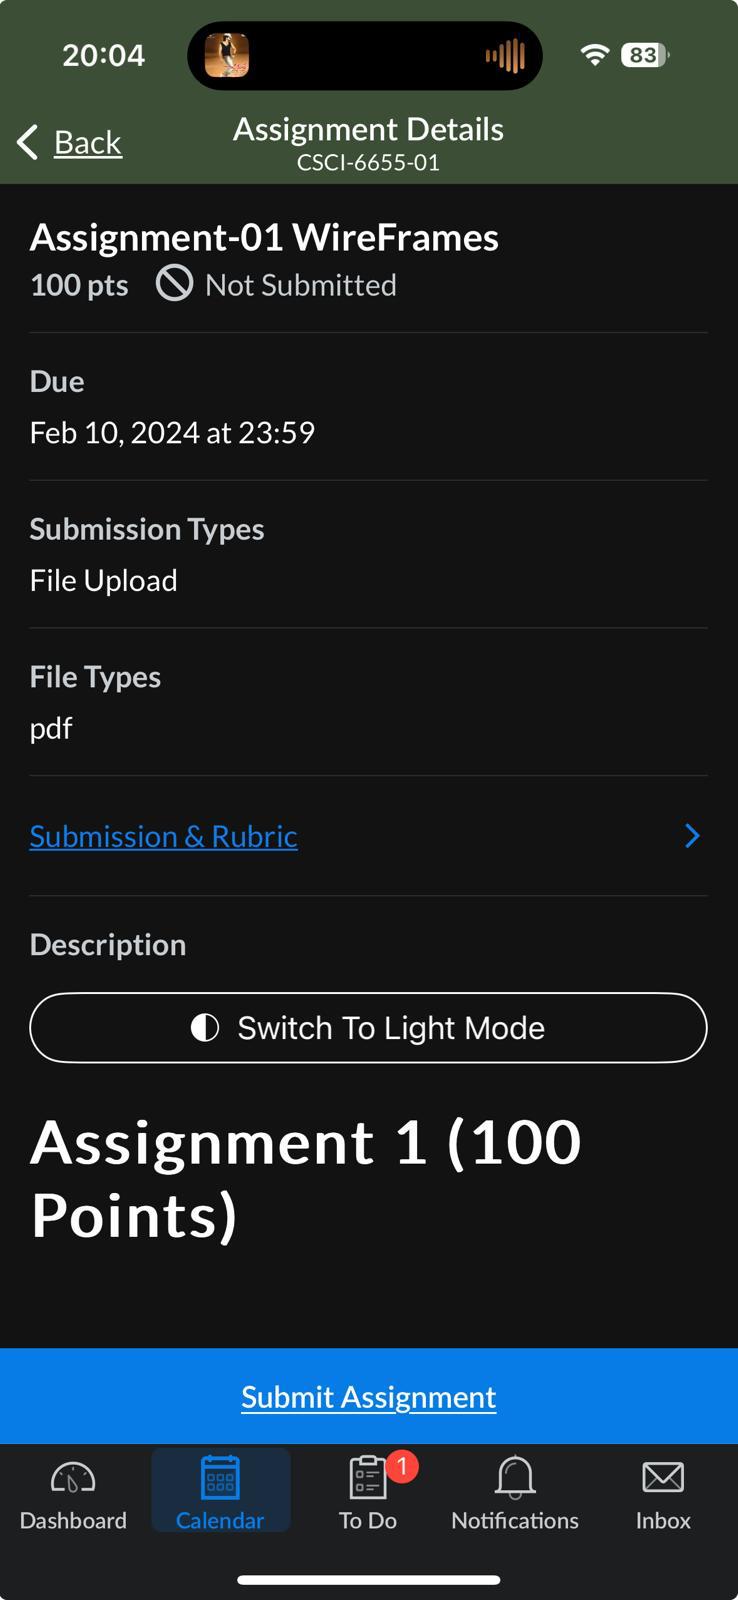 20:04
83
Back
Assignment Details
CSCI-6655-01
Assignment-01 WireFrames
100 pts Not Submitted
Due
Feb 10, 2024 at 23:59
Submission Types
File Upload
File Types
pdf
Submission & Rubric
Description
Switch To Light Mode
Assignment 1 (100
Points)
Submit Assignment
1
Dashboard
Calendar
To Do
Notifications
Inbox